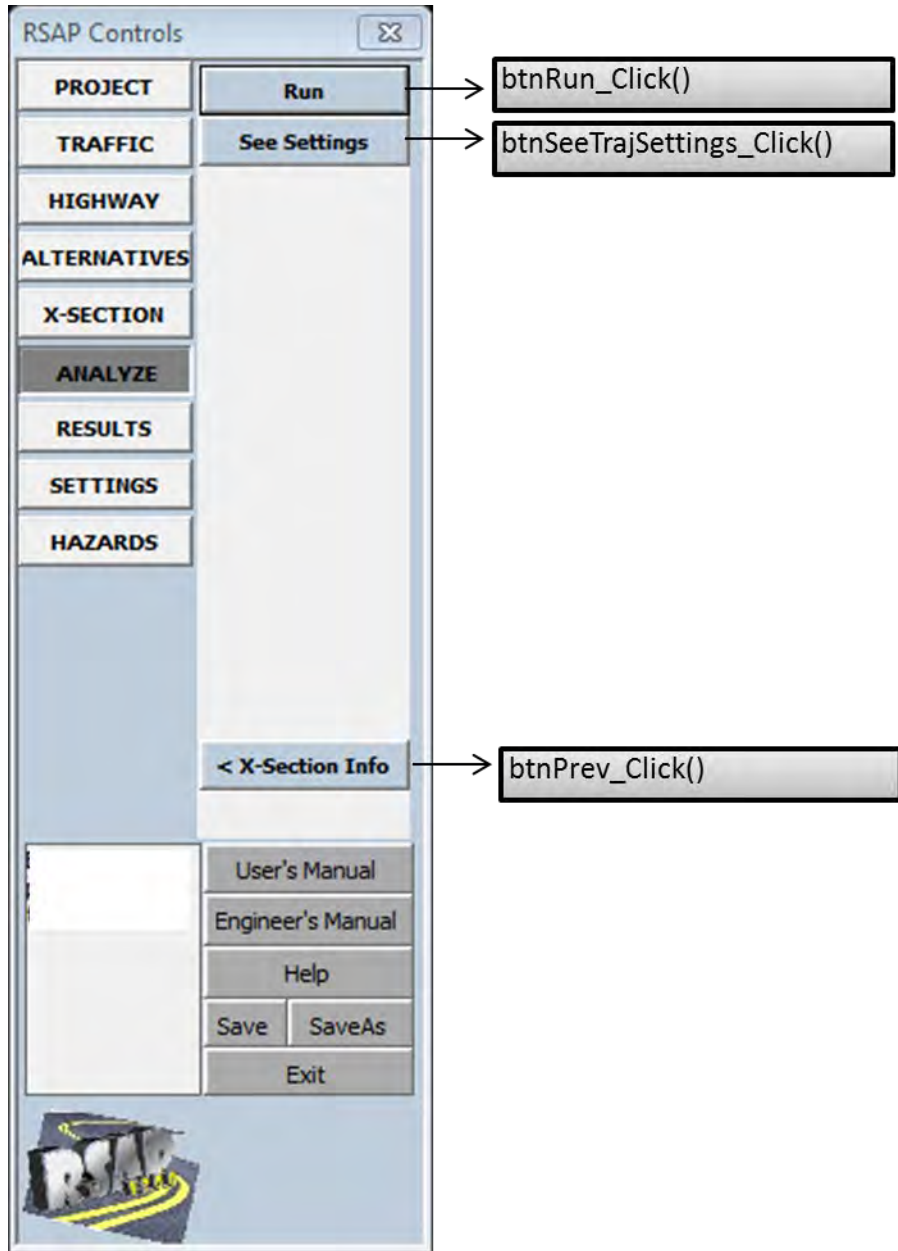 RSAP Controls
PROJECT
TRAFFIC
HIGHWAY
ALTERNATIVES
X-SECTION
ANALYZE
RESULTS
SETTINGS
HAZARDS
Run
See Settings
< X-Section Info
btnRun_Click()
btnSeeTrajSettings_Click()
btnPrev_Click()
User's Manual
Engineer's Manual
Help
Save SaveAs
Exit
RSAP